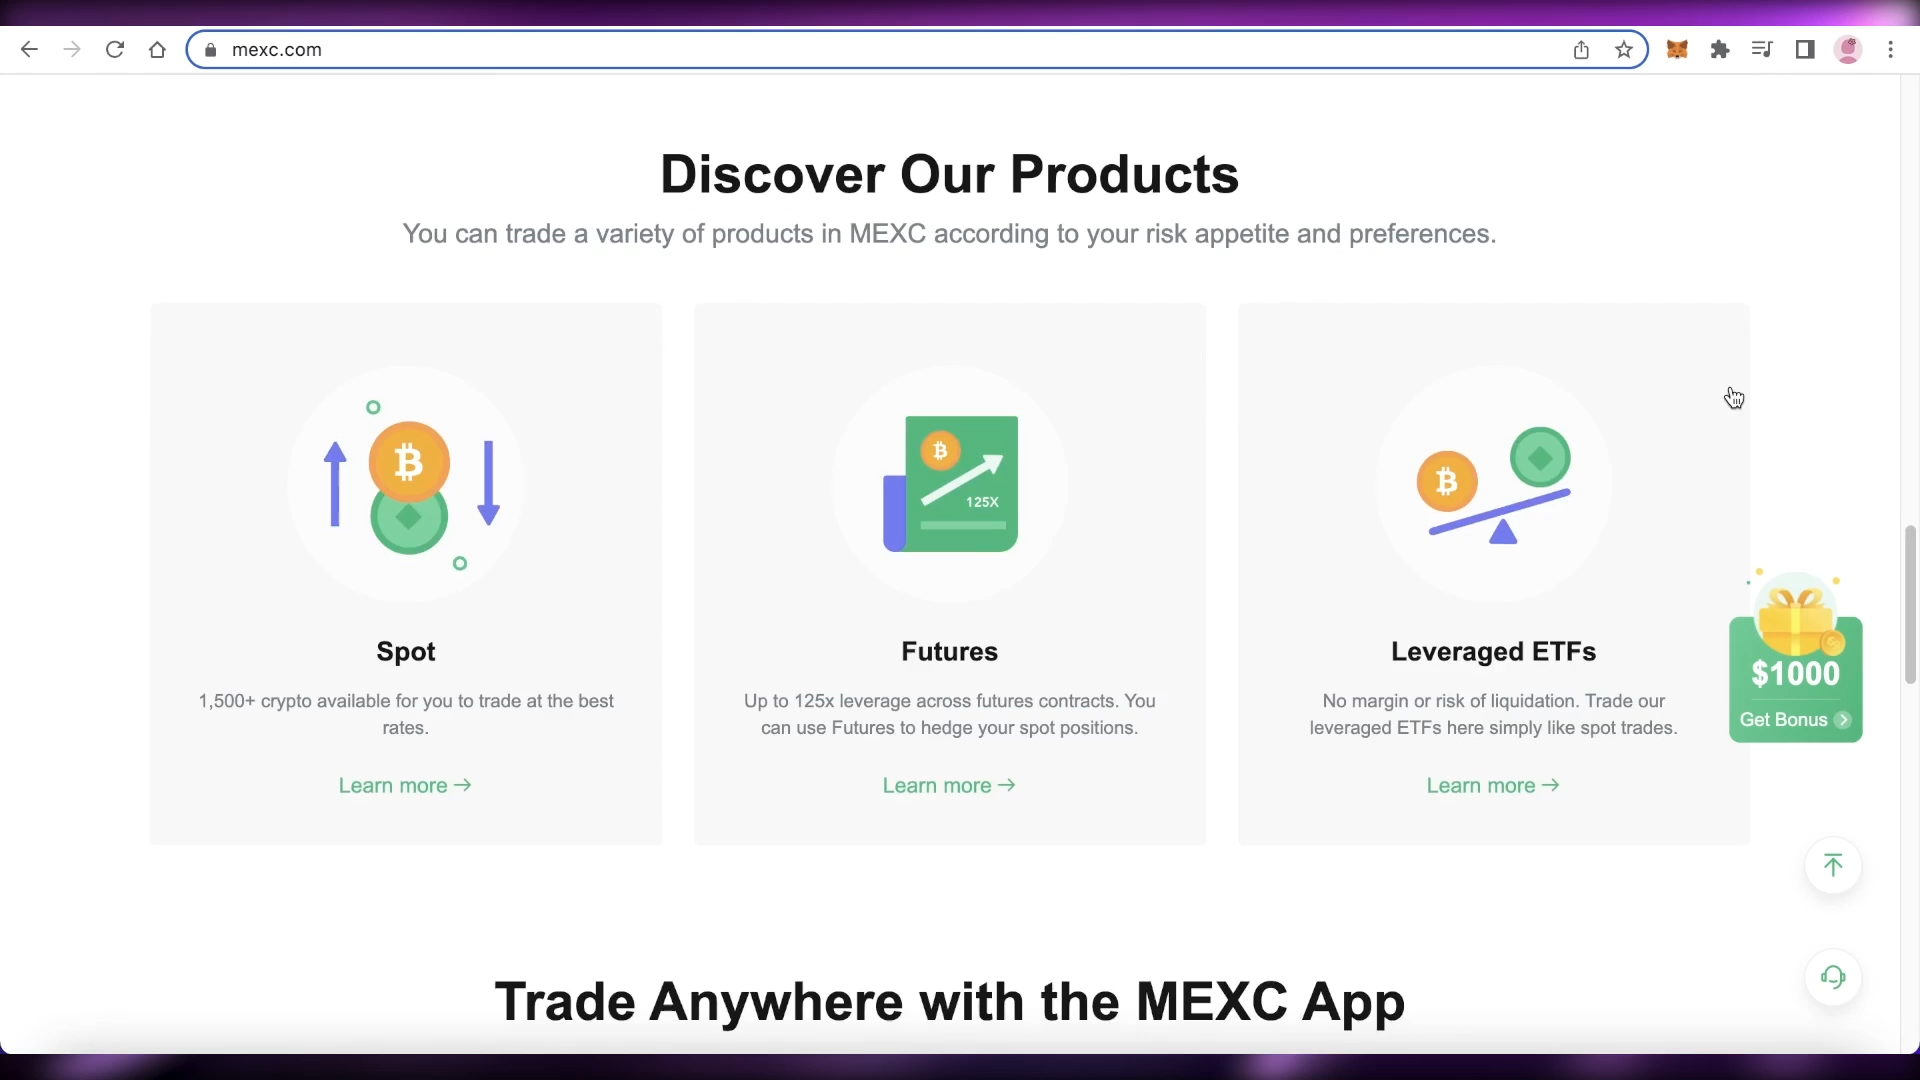 mexc.com
Discover Our Products
You can trade a variety of products in MEXC according to your risk appetite and preferences.
125X
Spot
1,500+ crypto available for you to trade at the best
rates.
Learn more
Futures
Up to 125x leverage across futures contracts. You
can use Futures to hedge your spot positions.
Learn more
Leveraged ETFs
No margin or risk of liquidation. Trade our
leveraged ETFs here simply like spot trades.
Learn more
$1000
Get Bonus
Trade Anywhere with the MEXC App